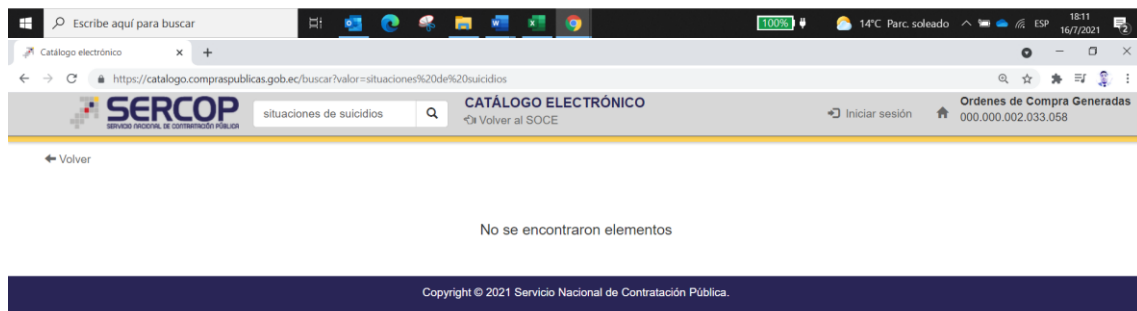 Escribe aquí para buscar
100%
14°C Parc. soleado
ESP
18:11
16/7/2021
2
Catálogo electrónico
https://catalogo.compraspublicas.gob.ec/buscar?valor=situaciones%20de%20suicidios
SERCOP
SERVICIO NACIONAL DE CONTRATACIÓN PÚBLICA
situaciones de suicidios
CATÁLOGO ELECTRÓNICO
Volver al SOCE
Iniciar sesión
Ordenes de Compra Generadas
000.000.002.033.058
Volver
No se encontraron elementos
Copyright © 2021 Servicio Nacional de Contratación Pública.